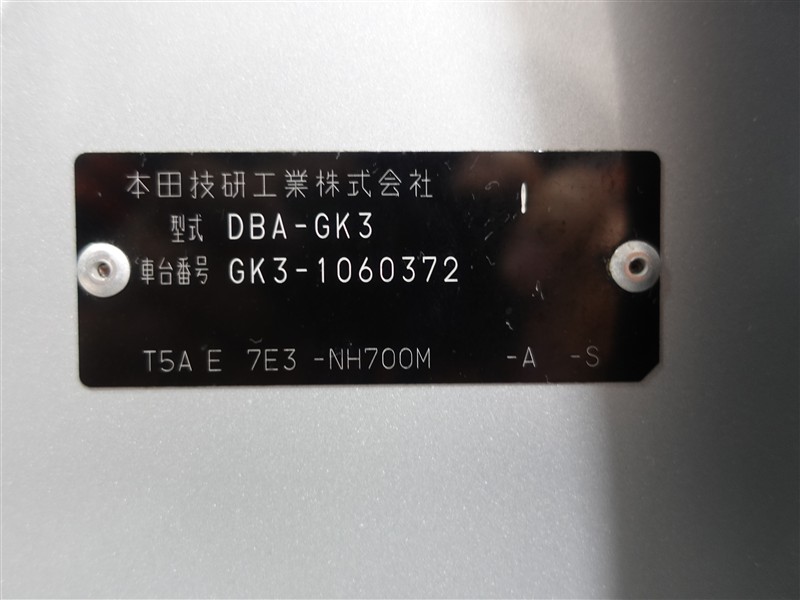 本田技研工業株式会社
型式 DBA-GK3
車台番号 GK3-1060372
T5A E 7E3 -NH700M -A -S